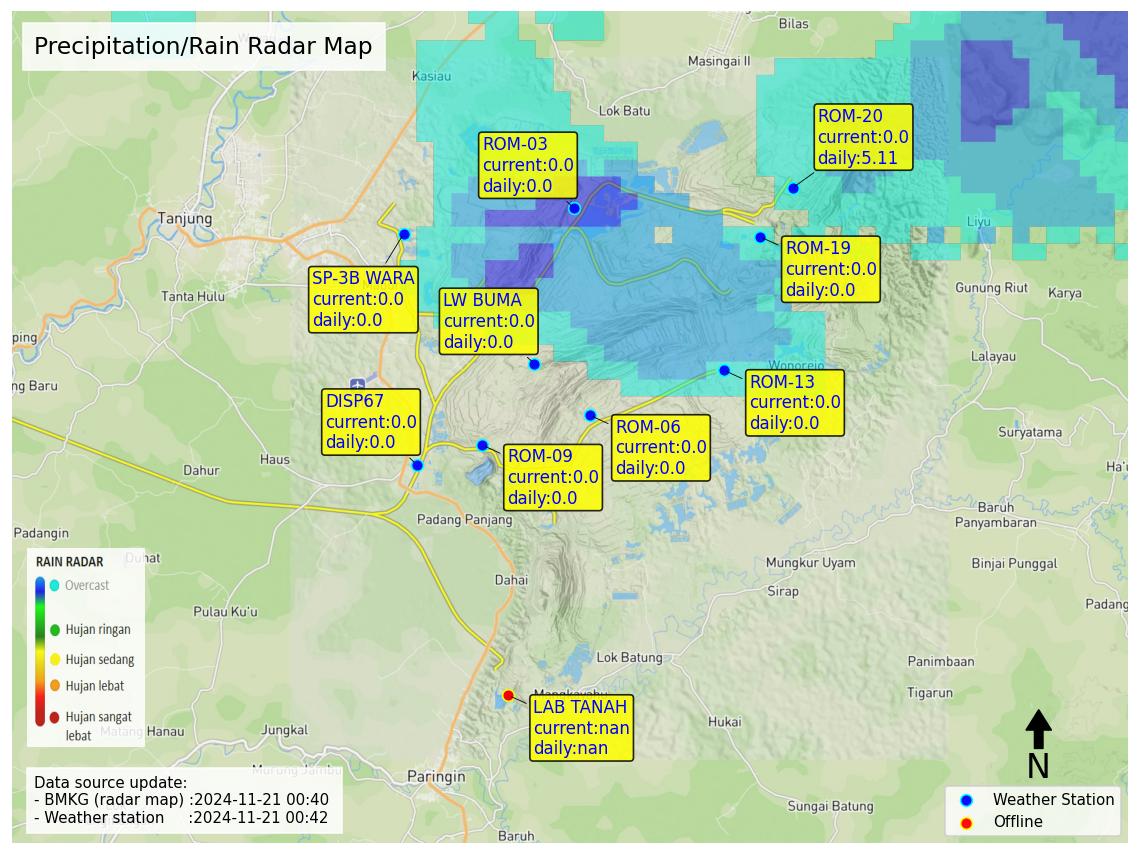 Precipitation/Rain Radar Map
Bilas
Masingai II
Kasiau
Lok Batu
ROM-20
current:0.0
daily:5.11
ROM-03
current:0.0
daily:0.0
Tanjung
Liyu
ROM-19
current:0.0
daily:0.0
SP-3B WARA
current:0.0
daily:0.0
Tanta Hulu
LW BUMA
current:0.0
daily:0.0
Gunung Riut
Karya
ping
Lalayau
ng Baru
Wonorejo
ROM-13
current:0.0
daily:0.0
DISP67
current:0.0
daily:0.0
ROM-06
current:0.0
daily:0.0
Suryatama
Haus
Dahur
ROM-09
current:0.0
daily:0.0
Ha'u
Padang Panjang
Baruh
Panyambaran
Padangin
Duhat
Mungkur Uyam
Binjai Punggal
Dahai
Sirap
Padang
Pulau Ku'u
RAIN RADAR
Overcast
Hujan ringan
Hujan sedang
Hujan lebat
Hujan sangat
lebat
Lok Batung
Panimbaan
Tigarun
LAB TANAH
current:nan
daily:nan
Matang Hanau
Jungkal
Hukai
N
Paringin
Data source update:
- BMKG (radar map) :2024-11-21 00:40
- Weather station :2024-11-21 00:42
Sungai Batung
Baruh
Weather Station
Offline